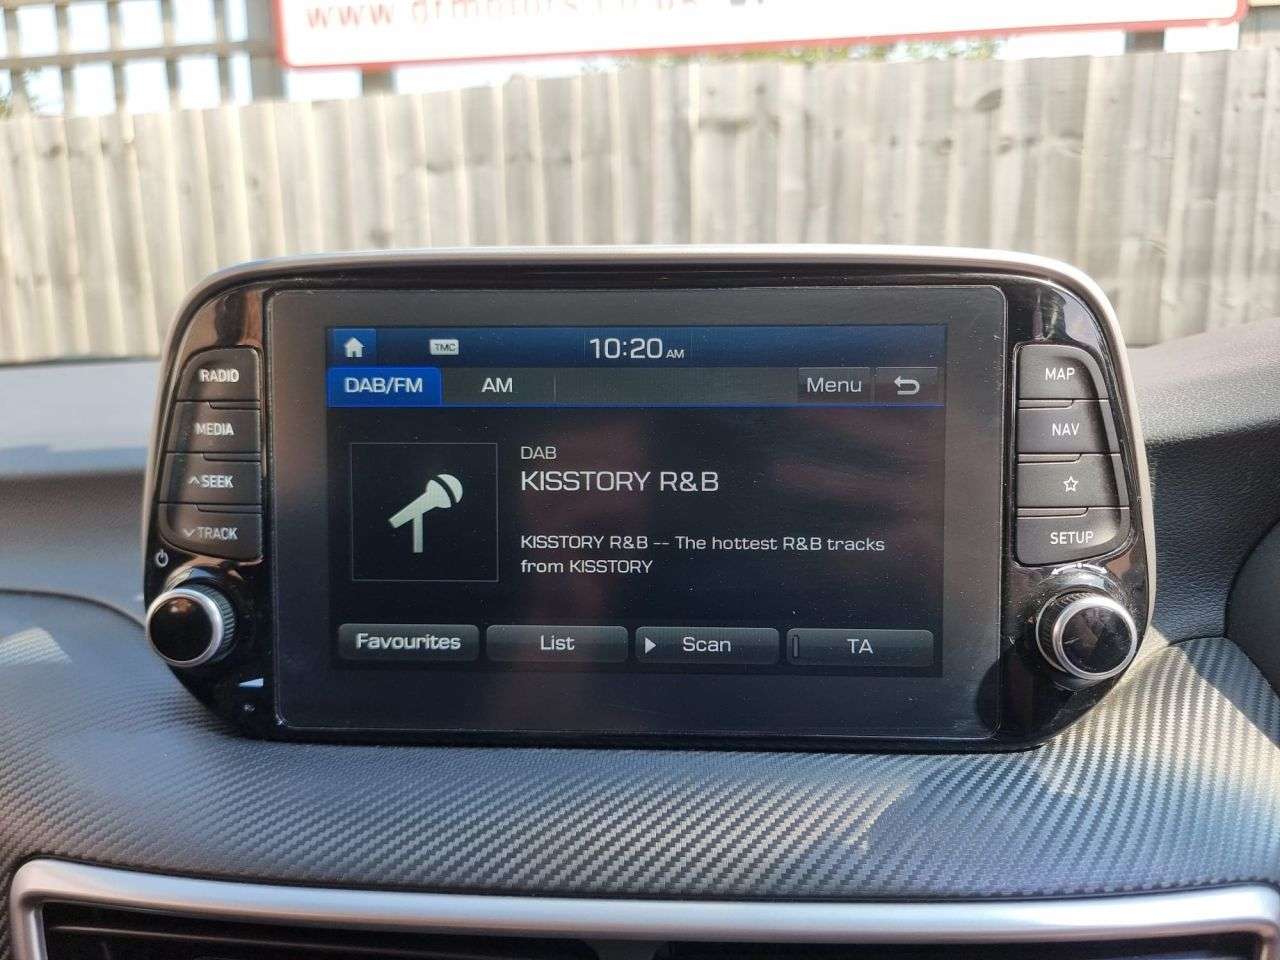 RADIO
MEDIA
SEEK
TRACK
TMC
10:20 AM
DAB/FM AM Menu
DAB
KISSTORY R&B
KISSTORY R&B -- The hottest R&B tracks
from KISSTORY
Favourites List Scan TA
MAP
NAV
SETUP